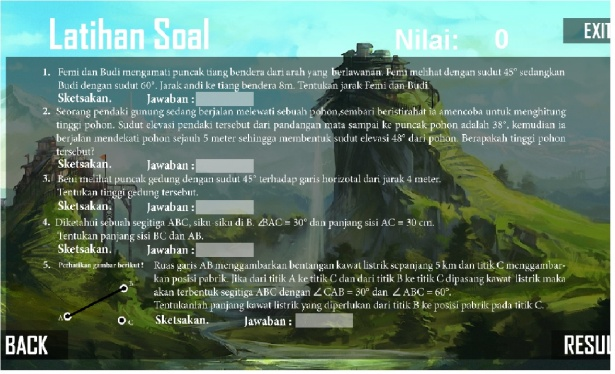 Latihan Soal
Nilai: 0
EXIT
1. Femi dan Budi mengamati puncak tiang bendera dari arah yang berlawanan. Femi melihat dengan sudut 45° sedangkan
Budi dengan sudut 60°. Jarak andi ke tiang bendera 8m. Tentukan jarak Femi dan Budi
Sketsakan. Jawaban :
2. Seorang pendaki gunung sedang berjalan melewati sebuah pohon,sembari beristirahat ia amencoba untuk menghitung
tinggi pohon. Sudut elevasi pendaki tersebut dari pandangan mata sampai ke puncak pohon adalah 38°, kemudian ia
berjalan mendekati pohon sejauh 5 meter sehingga membentuk sudut elevasi 48° dari pohon. Berapakah tinggi pohon
tersebut?
Sketsakan. Jawaban :
3. Beni melihat puncak gedung dengan sudut 45° terhadap garis horizotal dari jarak 4 meter.
Tentukan tinggi gedung tersebut.
Sketsakan. Jawaban :
4. Diketahui sebuah segitiga ABC, siku-siku di B. ∠BAC = 30° dan panjang sisi AC = 30 cm.
Tentukan panjang sisi BC dan AB.
Sketsakan. Jawaban :
5. Perhatikan gambar berikut! Ruas garis AB menggambarkan bentangan kawat listrik sepanjang 5 km dan titik C menggambar-
kan posisi pabrik. Jika dari titik A ke titik C dan dari titik B ke titik C dipasang kawat listrik maka
akan terbentuk segitiga ABC dengan ∠ CAB = 30° dan ∠ ABC = 60°.
Tentukanlah panjang kawat listrik yang diperlukan dari titik B ke posisi pabrik pada titik C.
B
A
C
Sketsakan. Jawaban :
BACK
RESUL